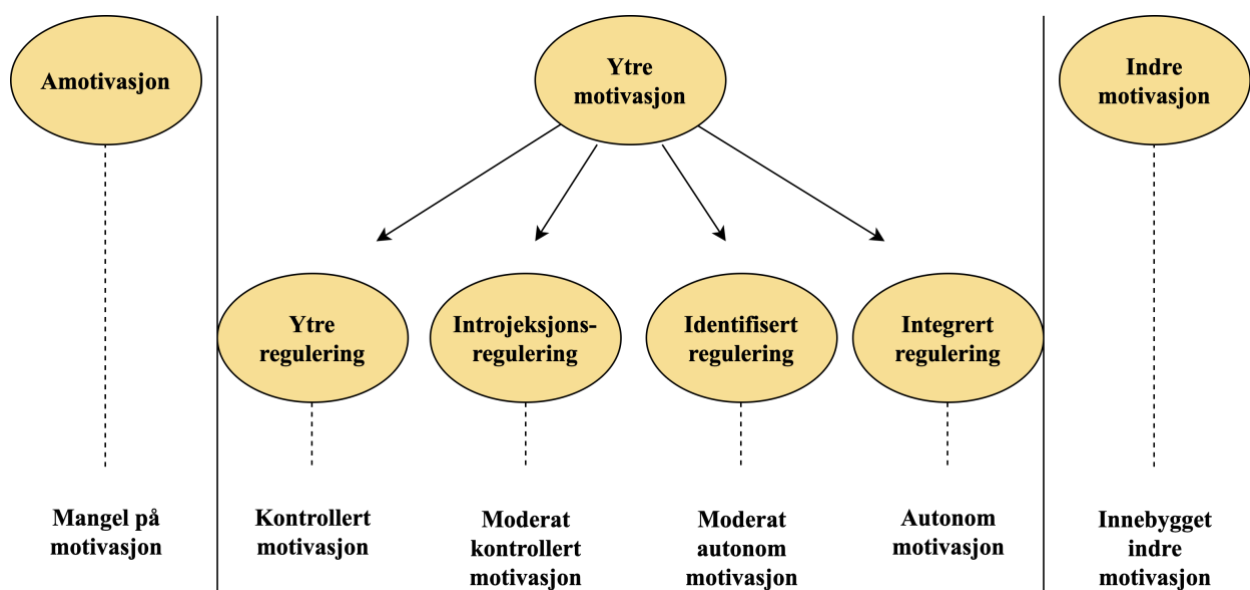 Amotivasjon
Ytre
motivasjon
Indre
motivasjon
Ytre
regulering
Introjeksjons-
regulering
Identifisert
regulering
Integrert
regulering
Mangel på
motivasjon
Kontrollert
motivasjon
Moderat
kontrollert
motivasjon
Moderat
autonom
motivasjon
Autonom
motivasjon
Innebygget
indre
motivasjon